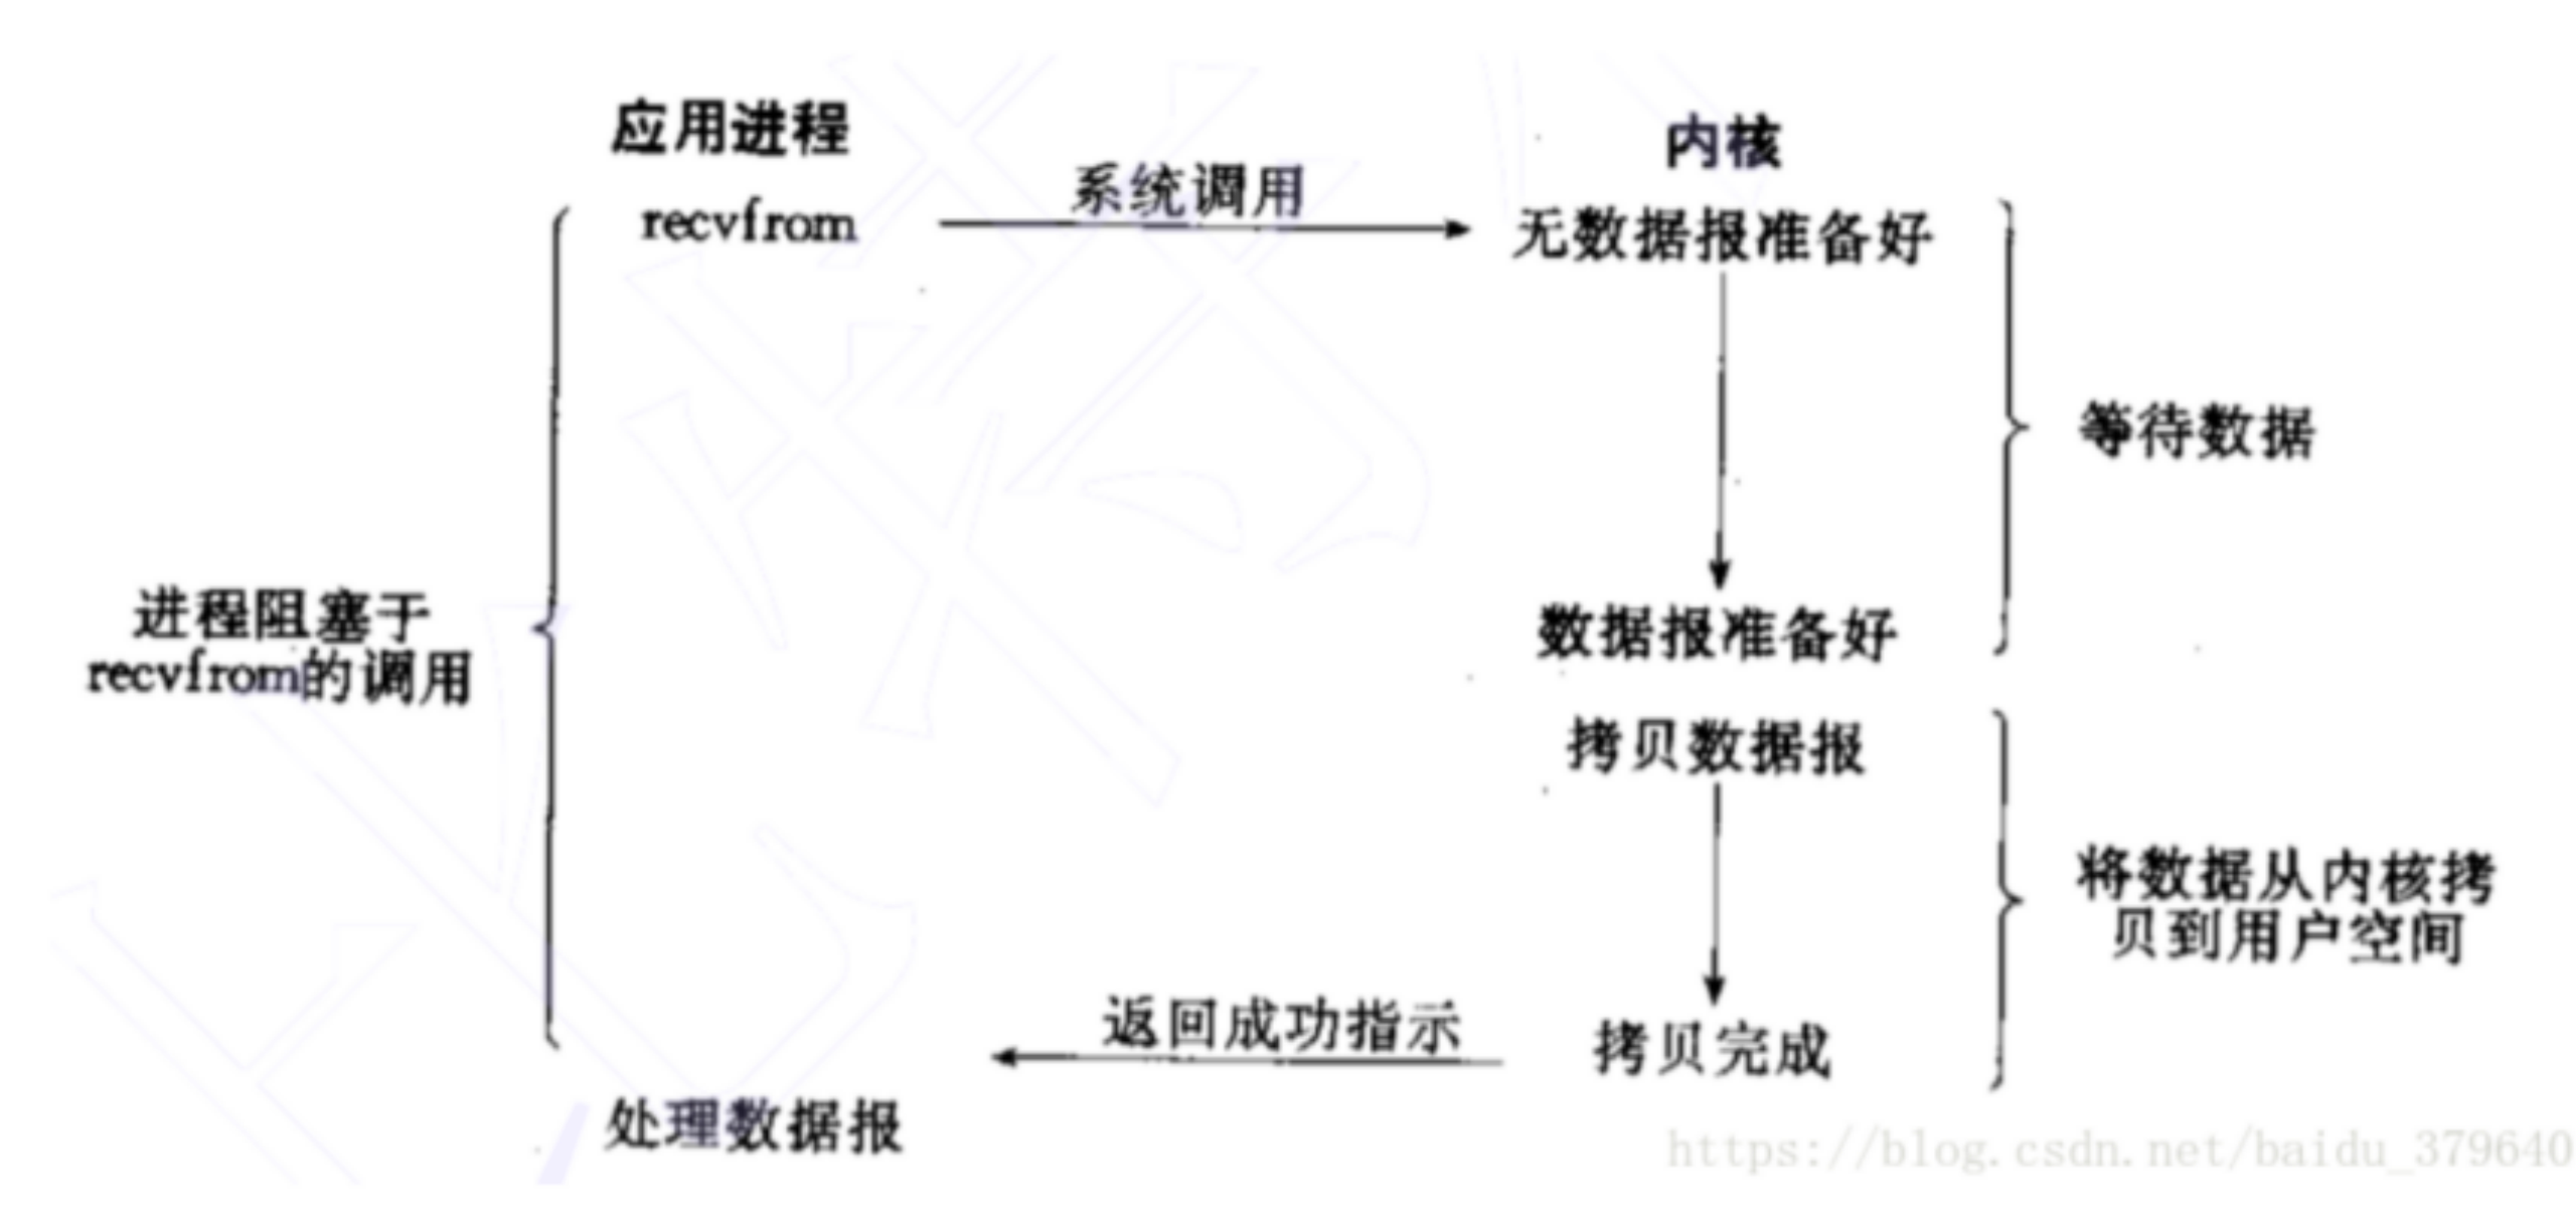 应用进程
内核
系统调用
recvfrom
无数据报准备好
等待数据
进程阻塞于
recvfrom的调用
数据报准备好
拷贝数据报
将数据从内核拷
贝到用户空间
返回成功指示
拷贝完成
处理数据报
https://blog.csdn.net/baidu_379640